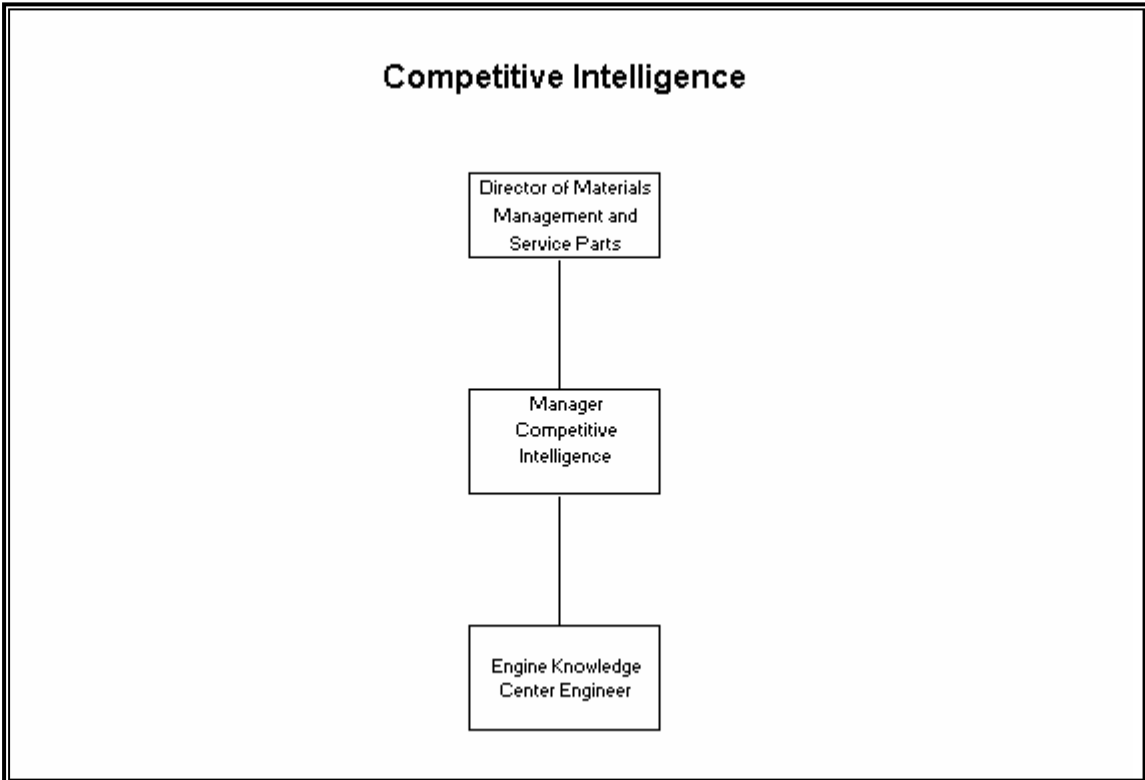 Competitive Intelligence
Director of Materials
Management and
Service Parts
Manager
Competitive
Intelligence
Engine Knowledge
Center Engineer